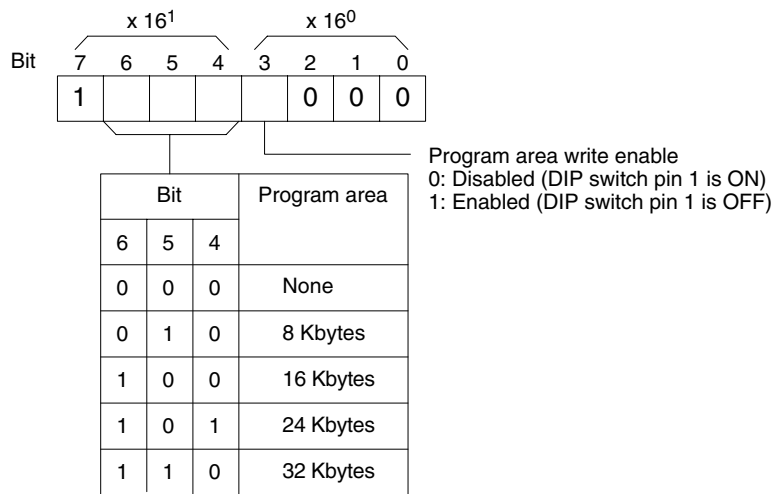 x 16¹ x 16⁰
Bit 7 6 5 4 3 2 1 0
1 0 0 0
Program area write enable
0: Disabled (DIP switch pin 1 is ON)
1: Enabled (DIP switch pin 1 is OFF)
Bit Program area
6 5 4
0 0 0 None
0 1 0 8 Kbytes
1 0 0 16 Kbytes
1 0 1 24 Kbytes
1 1 0 32 Kbytes